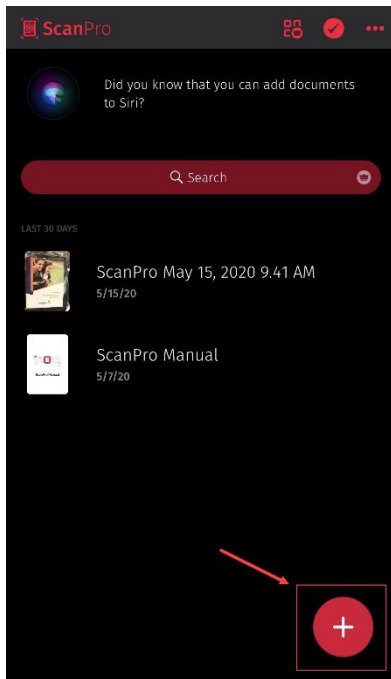 ScanPro
Did you know that you can add documents
to Siri?
Search
LAST 30 DAYS
ScanPro May 15, 2020 9.41 AM
5/15/20
ScanPro Manual
5/7/20